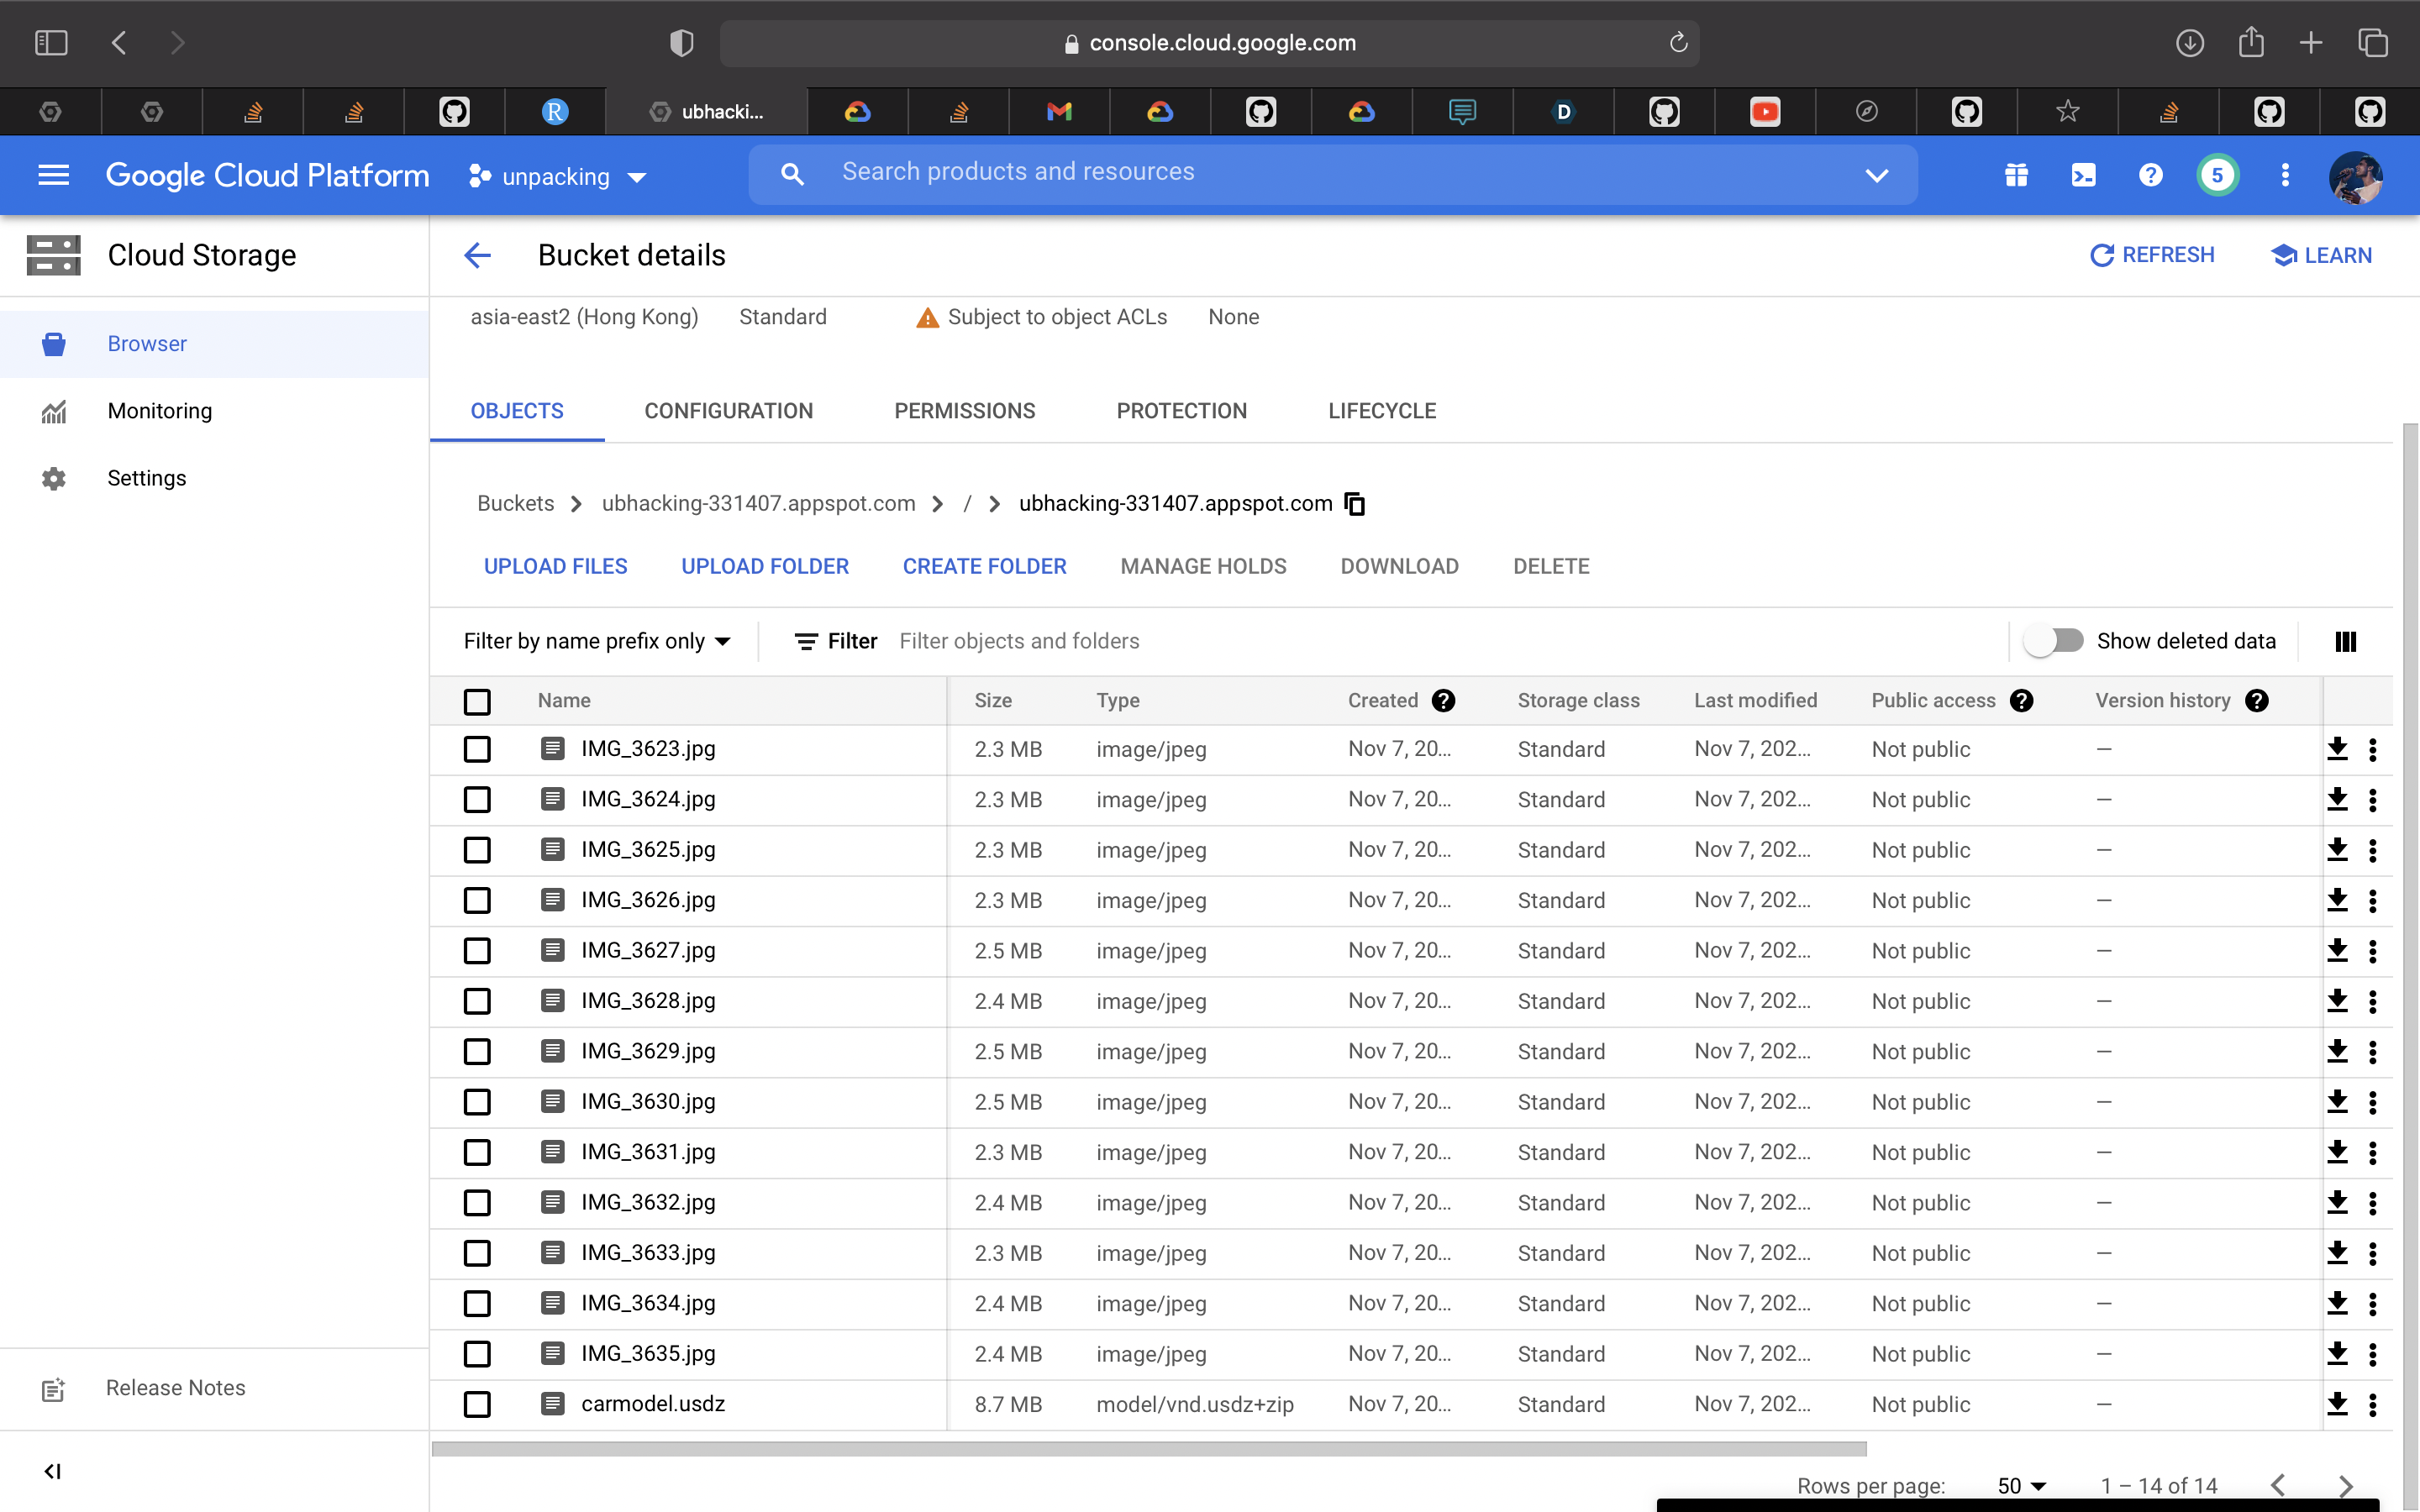 console.cloud.google.com
R ubhacki... D
Google Cloud Platform unpacking Search products and resources 5
Cloud Storage Bucket details REFRESH LEARN
asia-east2 (Hong Kong) Standard Subject to object ACLs None
Browser
Monitoring
Settings
OBJECTS CONFIGURATION PERMISSIONS PROTECTION LIFECYCLE
Buckets ubhacking-331407.appspot.com / ubhacking-331407.appspot.com
UPLOAD FILES UPLOAD FOLDER CREATE FOLDER MANAGE HOLDS DOWNLOAD DELETE
Filter by name prefix only Filter Filter objects and folders Show deleted data
Name Size Type Created Storage class Last modified Public access Version history
IMG_3623.jpg 2.3 MB image/jpeg Nov 7, 20... Standard Nov 7, 202... Not public —
IMG_3624.jpg 2.3 MB image/jpeg Nov 7, 20... Standard Nov 7, 202... Not public —
IMG_3625.jpg 2.3 MB image/jpeg Nov 7, 20... Standard Nov 7, 202... Not public —
IMG_3626.jpg 2.3 MB image/jpeg Nov 7, 20... Standard Nov 7, 202... Not public —
IMG_3627.jpg 2.5 MB image/jpeg Nov 7, 20... Standard Nov 7, 202... Not public —
IMG_3628.jpg 2.4 MB image/jpeg Nov 7, 20... Standard Nov 7, 202... Not public —
IMG_3629.jpg 2.5 MB image/jpeg Nov 7, 20... Standard Nov 7, 202... Not public —
IMG_3630.jpg 2.5 MB image/jpeg Nov 7, 20... Standard Nov 7, 202... Not public —
IMG_3631.jpg 2.3 MB image/jpeg Nov 7, 20... Standard Nov 7, 202... Not public —
IMG_3632.jpg 2.4 MB image/jpeg Nov 7, 20... Standard Nov 7, 202... Not public —
IMG_3633.jpg 2.3 MB image/jpeg Nov 7, 20... Standard Nov 7, 202... Not public —
IMG_3634.jpg 2.4 MB image/jpeg Nov 7, 20... Standard Nov 7, 202... Not public —
IMG_3635.jpg 2.4 MB image/jpeg Nov 7, 20... Standard Nov 7, 202... Not public —
carmodel.usdz 8.7 MB model/vnd.usdz+zip Nov 7, 20... Standard Nov 7, 202... Not public —
Release Notes
Rows per page: 50 1 – 14 of 14